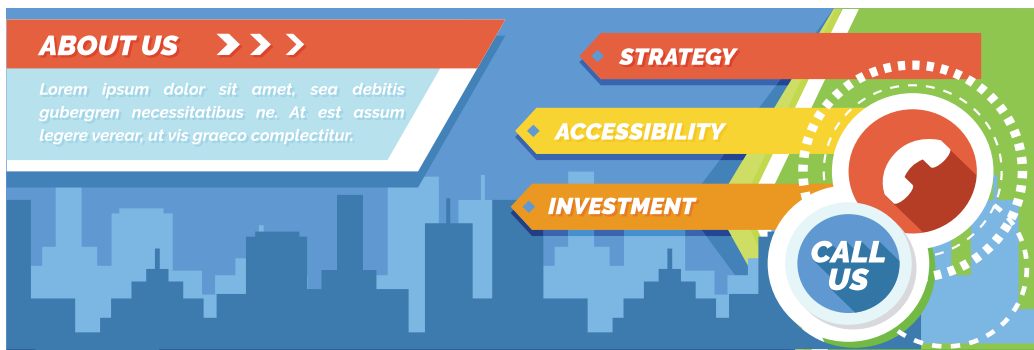 ABOUT US
Lorem ipsum dolor sit amet, sea debitis
gubergren necessitatibus ne. At est assum
legere verear, ut vis graeco complectitur.
STRATEGY
ACCESSIBILITY
INVESTMENT
CALL
US